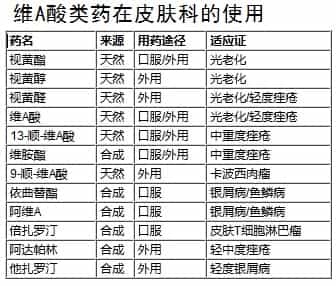 维A酸类药在皮肤科的使用
药名 来源 用药途径 适应证
视黄酯 天然 口服/外用 光老化
视黄醇 天然 外用 光老化
视黄醛 天然 外用 光老化/轻度痤疮
维A酸 天然 口服/外用 光老化/轻度痤疮
13-顺-维A酸 天然 口服/外用 中重度痤疮
维胺酯 合成 口服/外用 中重度痤疮
9-顺-维A酸 天然 外用 卡波西肉瘤
依曲替酯 合成 口服 银屑病/鱼鳞病
阿维A 合成 口服 银屑病/鱼鳞病
倍扎罗汀 合成 口服 皮肤T细胞淋巴瘤
阿达帕林 合成 外用 轻中度痤疮
他扎罗汀 合成 外用 轻度银屑病